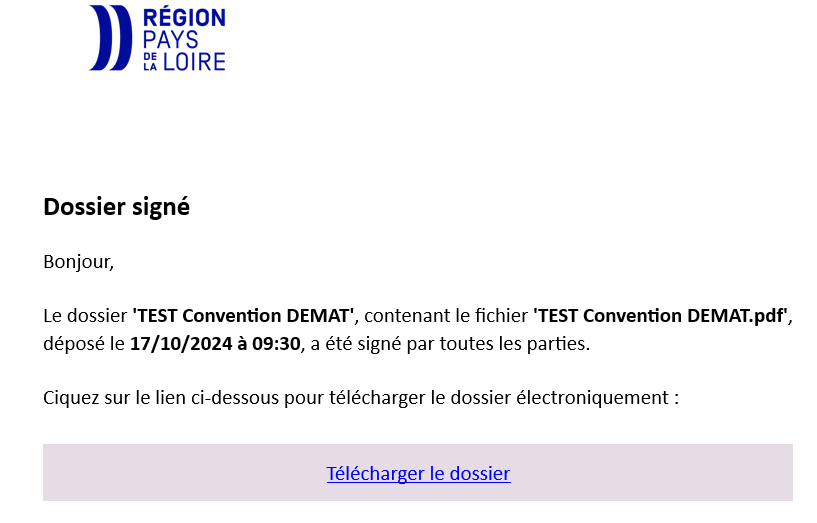 RÉGION
PAYS
DE LA LOIRE
Dossier signé
Bonjour,
Le dossier 'TEST Convention DEMAT', contenant le fichier 'TEST Convention DEMAT.pdf',
déposé le 17/10/2024 à 09:30, a été signé par toutes les parties.
Ciquez sur le lien ci-dessous pour télécharger le dossier électroniquement :
Télécharger le dossier